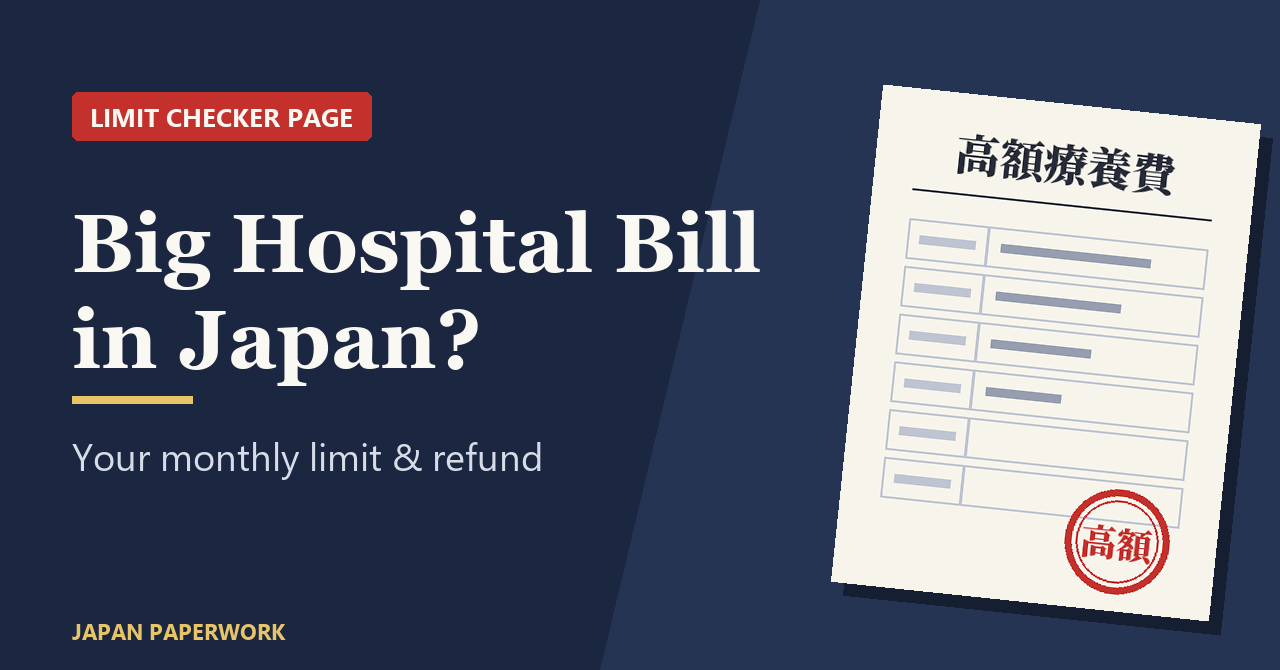 LIMIT CHECKER PAGE
Big Hospital Bill
in Japan?
Your monthly limit & refund
JAPAN PAPERWORK
高額療養費
高額